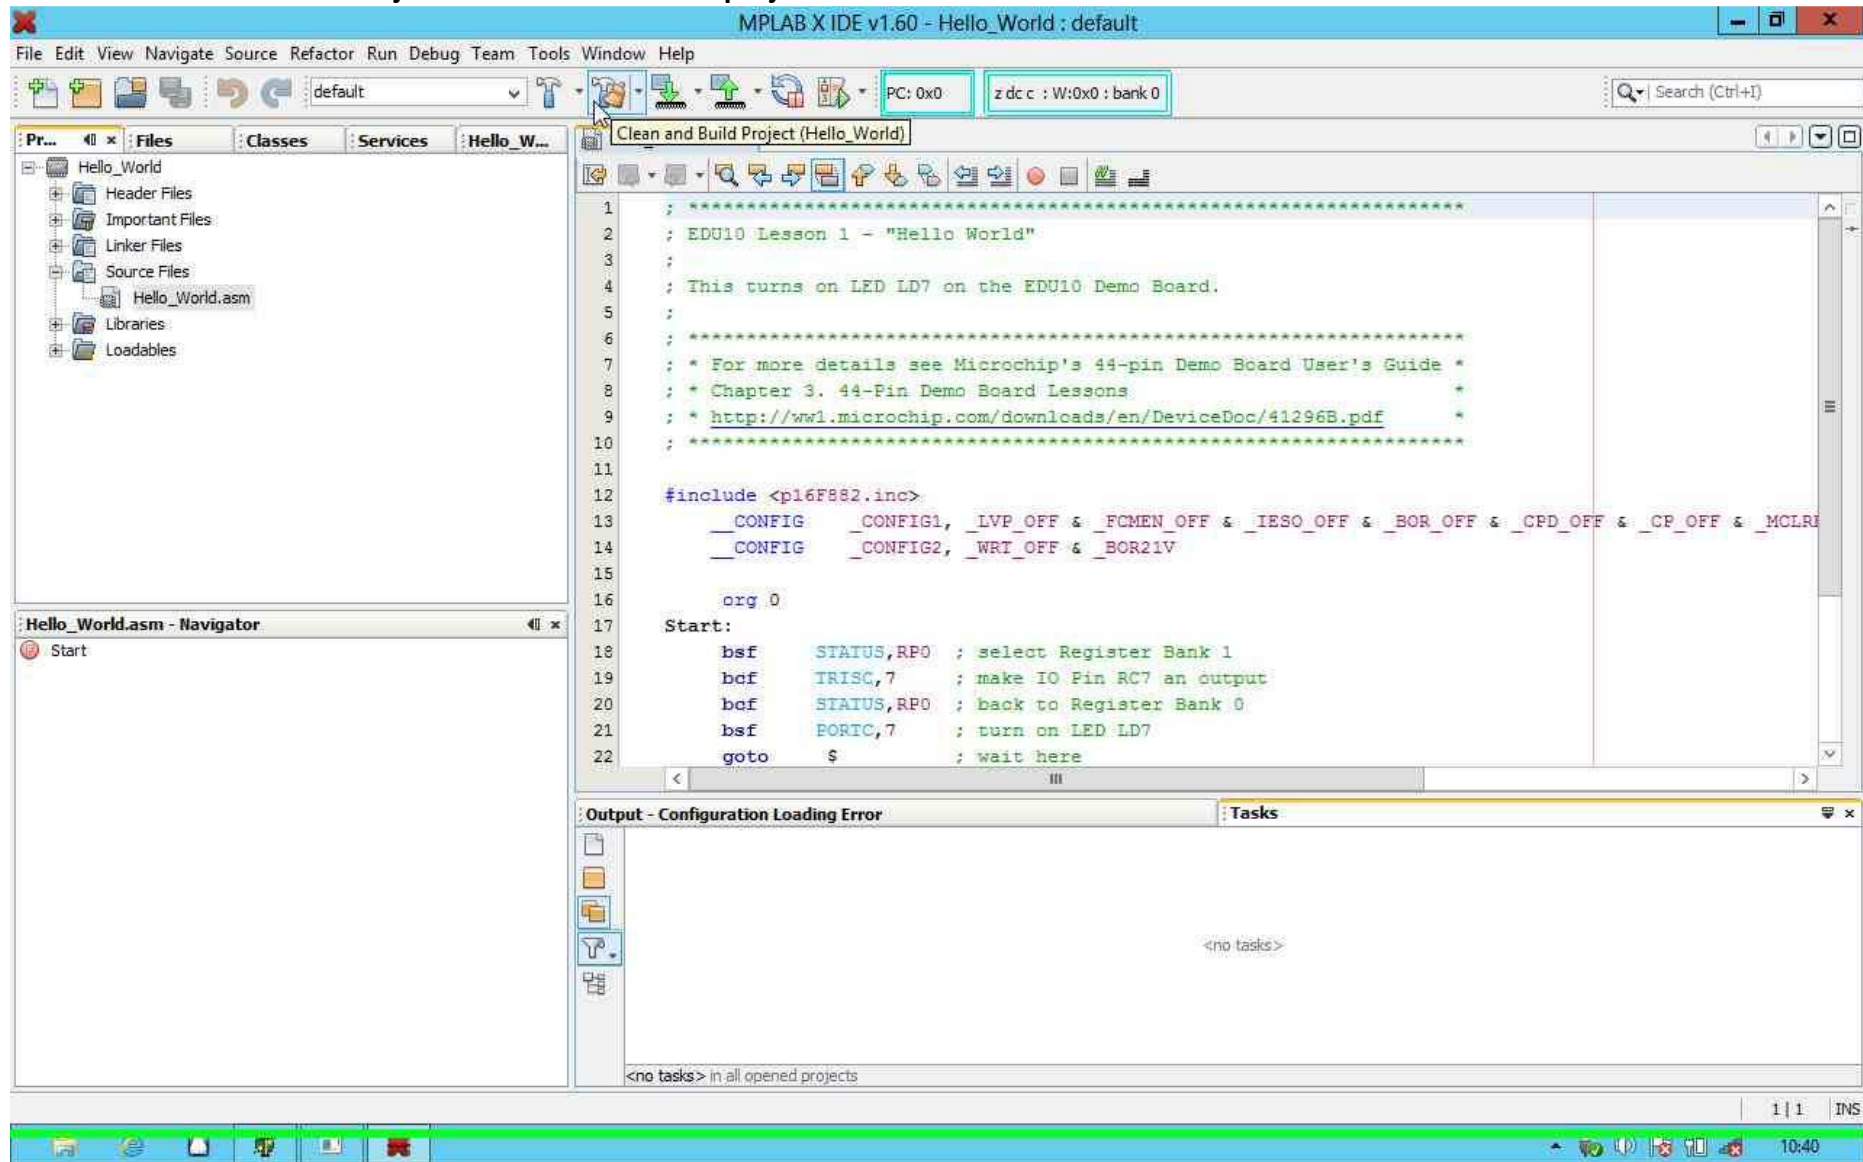 MPLAB X IDE v1.60 - Hello_World : default
File Edit View Navigate Source Refactor Run Debug Team Tools Window Help
default
PC: 0x0
z dc c : W:0x0 : bank 0
Search (Ctrl+I)
Clean and Build Project (Hello_World)
Pr...
Files
Classes
Services
Hello_W...
Hello_World
Header Files
Important Files
Linker Files
Source Files
Hello_World.asm
Libraries
Loadables
Hello_World.asm - Navigator
Start
1 ; ******************************************************************
2 ; EDU10 Lesson 1 - "Hello World"
3 ;
4 ; This turns on LED LD7 on the EDU10 Demo Board.
5 ;
6 ; ******************************************************************
7 ; * For more details see Microchip's 44-pin Demo Board User's Guide *
8 ; * Chapter 3. 44-Pin Demo Board Lessons *
9 ; * http://ww1.microchip.com/downloads/en/DeviceDoc/41296B.pdf *
10 ; ******************************************************************
11
12 #include <p16F882.inc>
13 __CONFIG _CONFIG1, _LVP_OFF & _FCMEN_OFF & _IESO_OFF & _BOR_OFF & _CPD_OFF & _CP_OFF & _MCLR
14 __CONFIG _CONFIG2, _WRT_OFF & _BOR21V
15
16 org 0
17 Start:
18 bsf STATUS,RP0 ; select Register Bank 1
19 bcf TRISC,7 ; make IO Pin RC7 an output
20 bcf STATUS,RP0 ; back to Register Bank 0
21 bsf PORTC,7 ; turn on LED LD7
22 goto $ ; wait here
Output - Configuration Loading Error
Tasks
<no tasks>
<no tasks> in all opened projects
1 | 1 INS
10:40